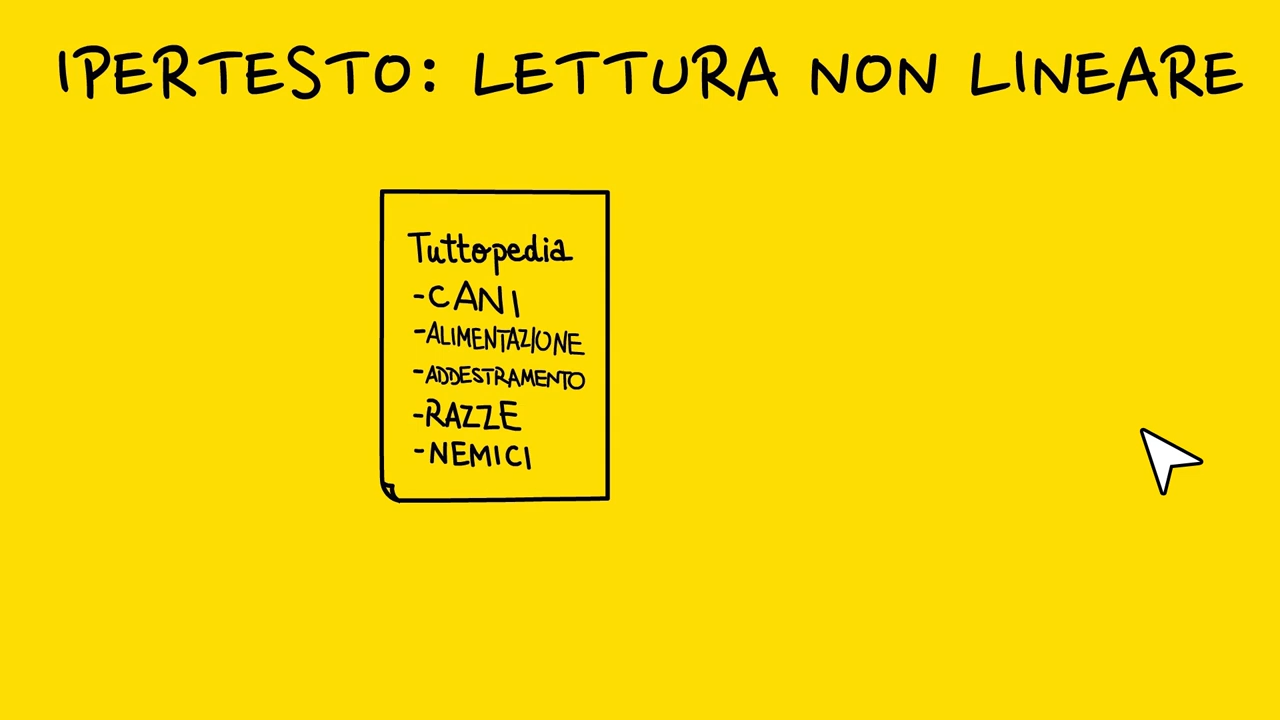 IPERTESTO: LETTURA NON LINEARE
Tuttopedia
-CANI
-ALIMENTAZIONE
-ADDESTRAMENTO
-RAZZE
-NEMICI